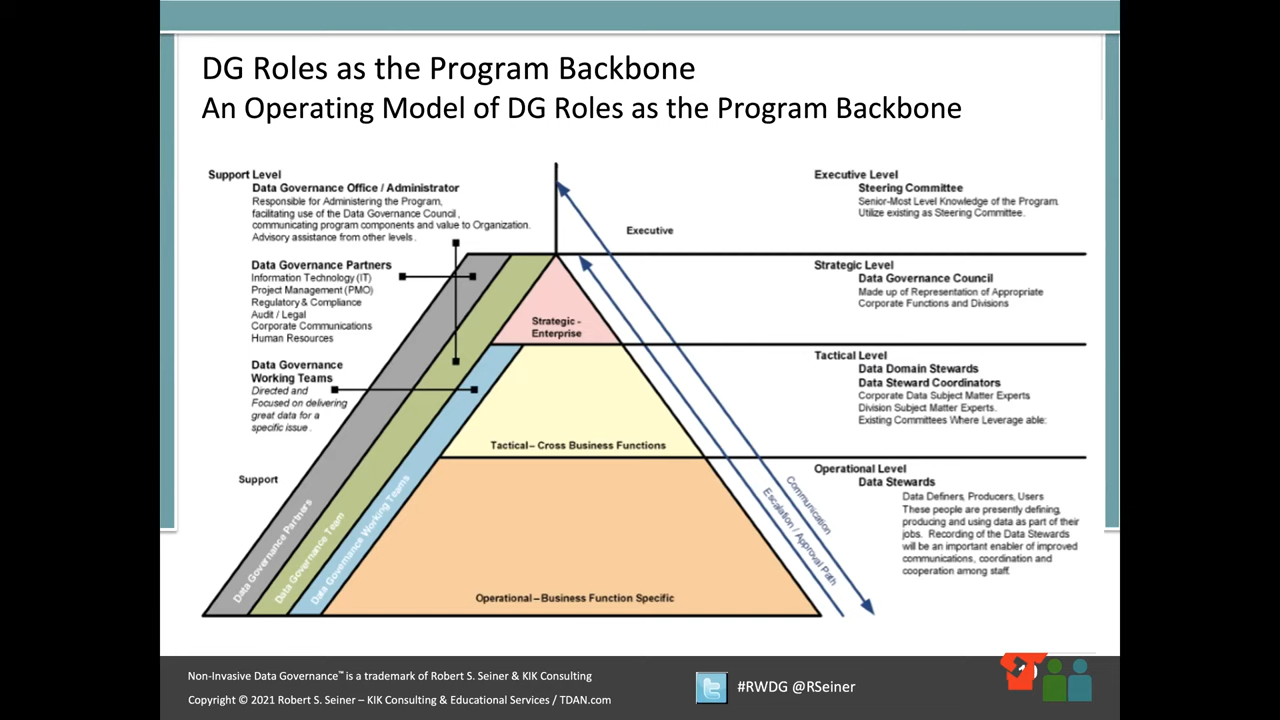 DG Roles as the Program Backbone
An Operating Model of DG Roles as the Program Backbone
Support Level
Data Governance Office / Administrator
Responsible for Administering the Program,
facilitating use of the Data Governance Council,
communicating program components and value to Organization.
Advisory assistance from other levels.
Data Governance Partners
Information Technology (IT)
Project Management (PMO)
Regulatory & Compliance
Audit / Legal
Corporate Communications
Human Resources
Data Governance
Working Teams
Directed and
Focused on delivering
great data for a
specific issue.
Support
Data Governance Partners
Data Governance Team
Data Governance Working Teams
Executive
Strategic -
Enterprise
Tactical – Cross Business Functions
Operational – Business Function Specific
Communication
Escalation / Approval Path
Executive Level
Steering Committee
Senior-Most Level Knowledge of the Program.
Utilize existing as Steering Committee.
Strategic Level
Data Governance Council
Made up of Representation of Appropriate
Corporate Functions and Divisions
Tactical Level
Data Domain Stewards
Data Steward Coordinators
Corporate Data Subject Matter Experts
Division Subject Matter Experts.
Existing Committees Where Leverage able:
Operational Level
Data Stewards
Data Definers, Producers, Users
These people are presently defining,
producing and using data as part of their
jobs. Recording of the Data Stewards
will be an important enabler of improved
communications, coordination and
cooperation among staff.
Non-Invasive Data Governance™ is a trademark of Robert S. Seiner & KIK Consulting
Copyright © 2021 Robert S. Seiner – KIK Consulting & Educational Services / TDAN.com
#RWDG @RSeiner